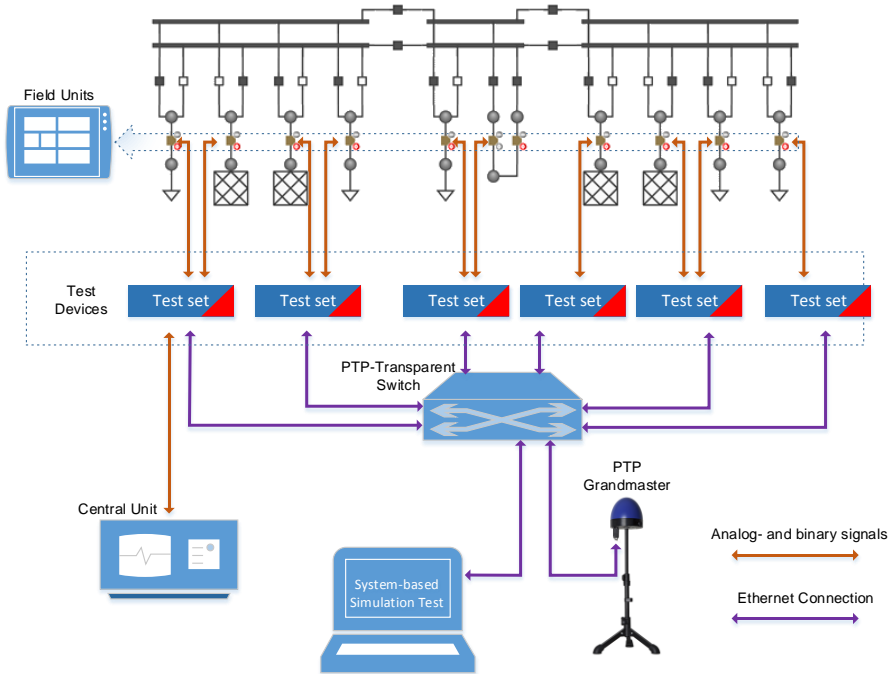 Field Units
Test
Devices
Test set
Test set
Test set
Test set
Test set
Test set
PTP-Transparent
Switch
PTP
Grandmaster
Central Unit
Analog- and binary signals
System-based
Simulation Test
Ethernet Connection